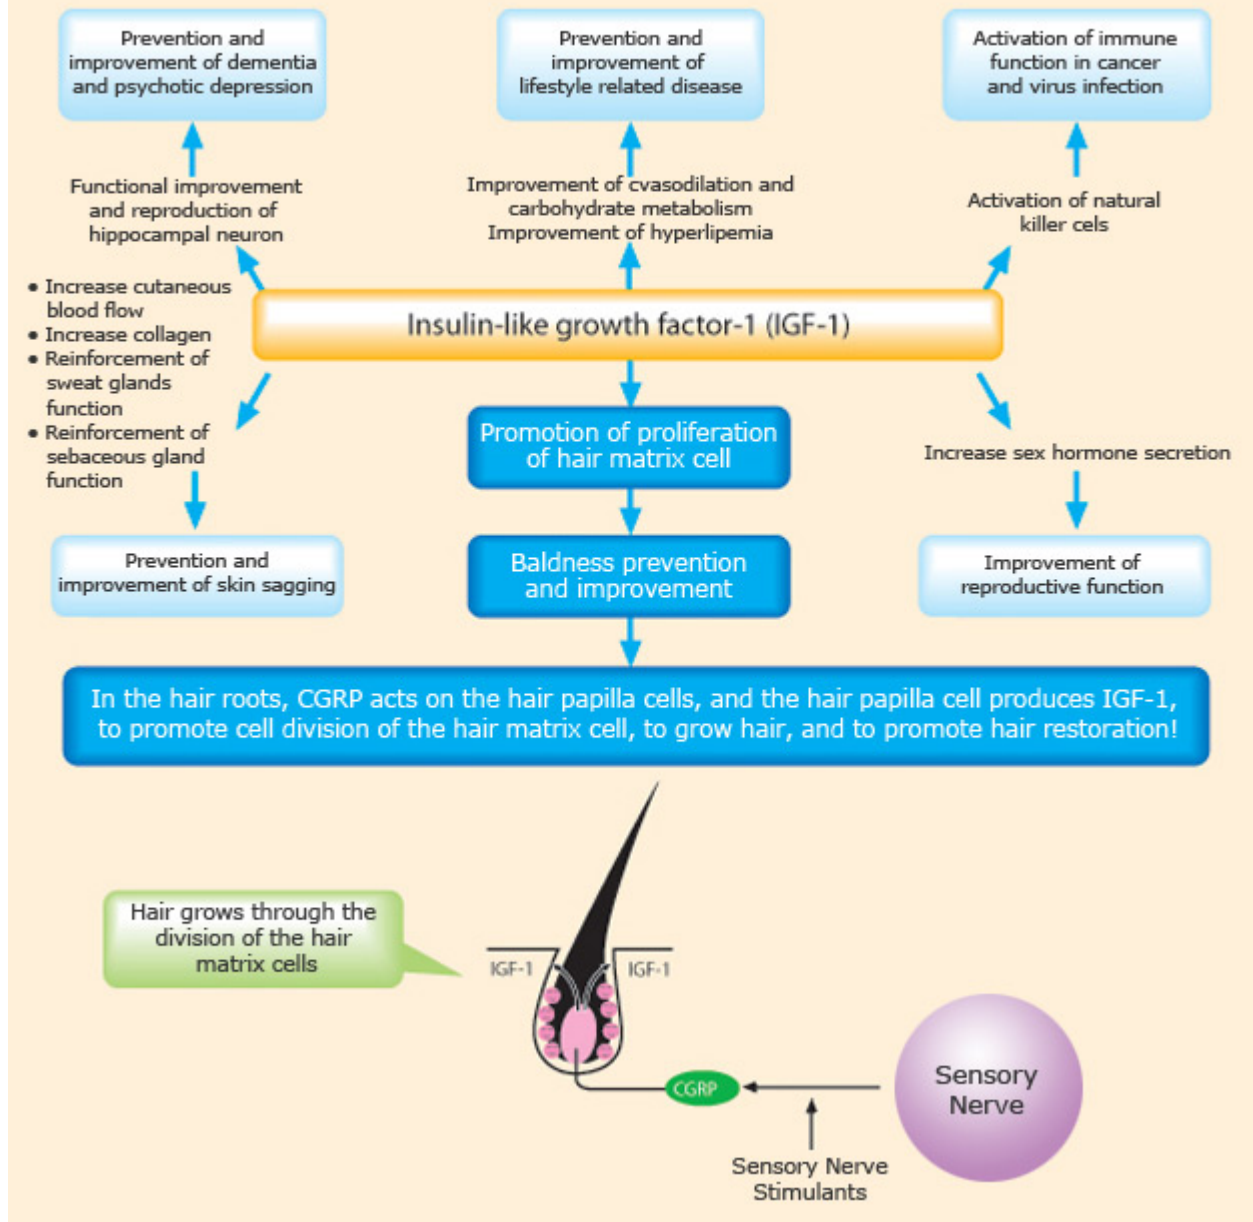 Prevention and
improvement of dementia
and psychotic depression
Prevention and
improvement of
lifestyle related disease
Activation of immune
function in cancer
and virus infection
Functional improvement
and reproduction of
hippocampal neuron
Improvement of cvasodilation and
carbohydrate metabolism
Improvement of hyperlipemia
Activation of natural
killer cels
• Increase cutaneous
blood flow
• Increase collagen
• Reinforcement of
sweat glands
function
• Reinforcement of
sebaceous gland
function
Insulin-like growth factor-1 (IGF-1)
Promotion of proliferation
of hair matrix cell
Increase sex hormone secretion
Prevention and
improvement of skin sagging
Baldness prevention
and improvement
Improvement of
reproductive function
In the hair roots, CGRP acts on the hair papilla cells, and the hair papilla cell produces IGF-1,
to promote cell division of the hair matrix cell, to grow hair, and to promote hair restoration!
Hair grows through the
division of the hair
matrix cells
IGF-1
IGF-1
CGRP
Sensory
Nerve
Sensory Nerve
Stimulants